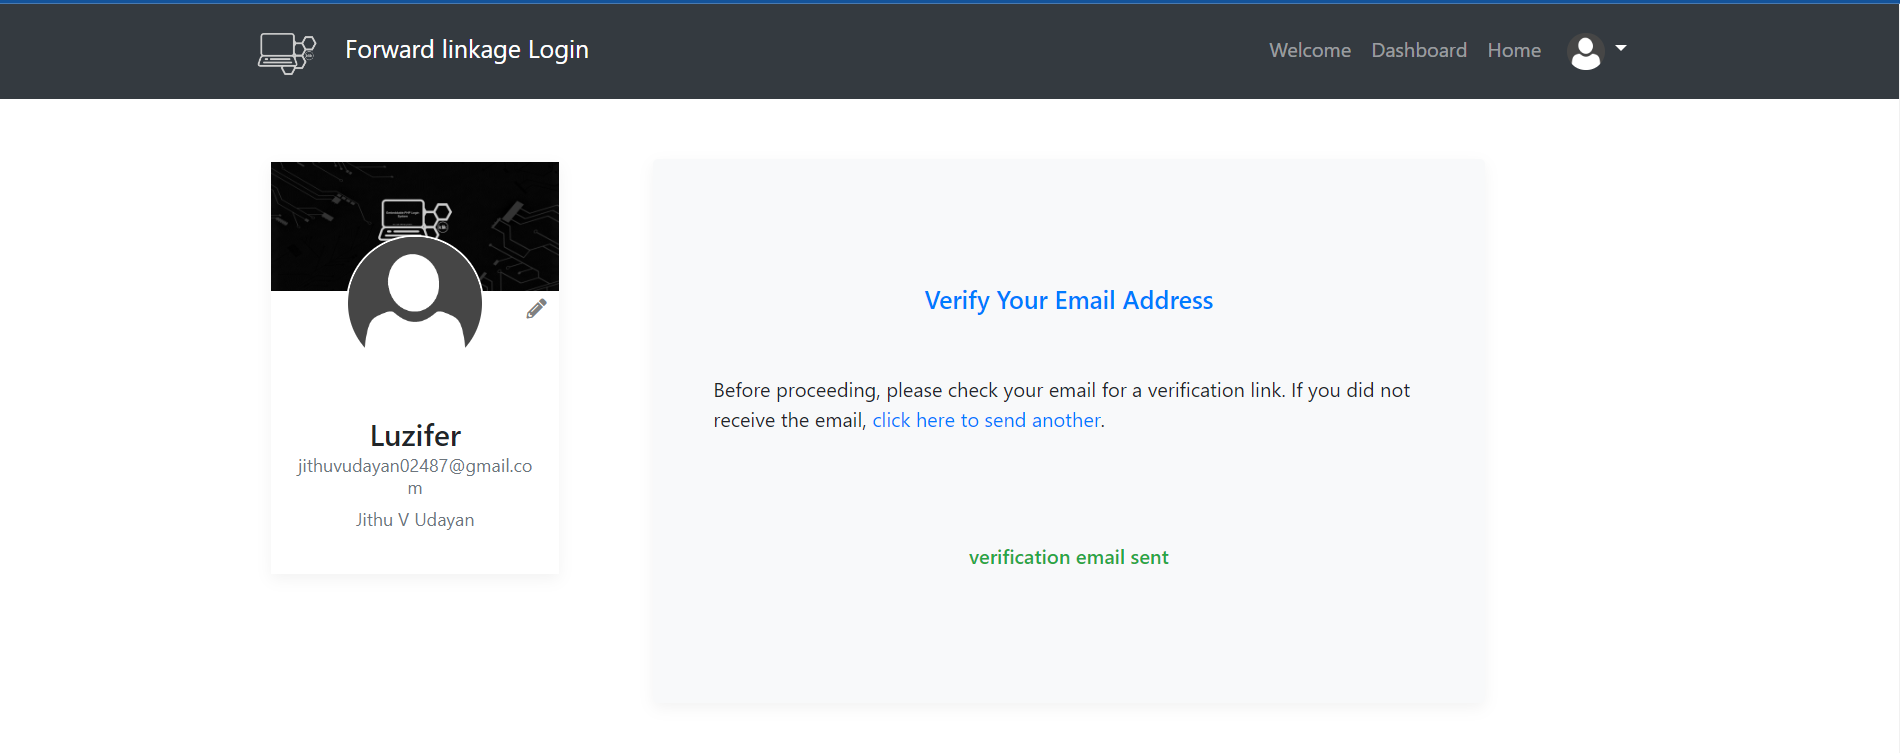 Forward linkage Login
Welcome Dashboard Home
Luzifer
jithuvudayan02487@gmail.co
m
Jithu V Udayan
Verify Your Email Address
Before proceeding, please check your email for a verification link. If you did not
receive the email, click here to send another.
verification email sent